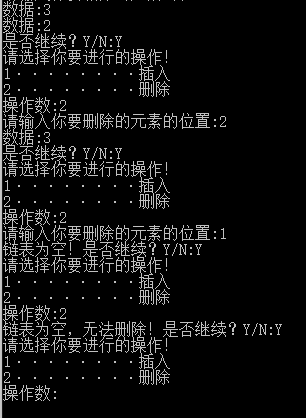 数据:3
数据:2
是否继续？Y/N:Y
请选择你要进行的操作!
1·········插入
2·········删除
操作数:2
请输入你要删除的元素的位置:2
数据:3
是否继续？Y/N:Y
请选择你要进行的操作!
1·········插入
2·········删除
操作数:2
请输入你要删除的元素的位置:1
链表为空！是否继续？Y/N:Y
请选择你要进行的操作!
1·········插入
2·········删除
操作数:2
链表为空，无法删除！是否继续？Y/N:Y
请选择你要进行的操作!
1·········插入
2·········删除
操作数: